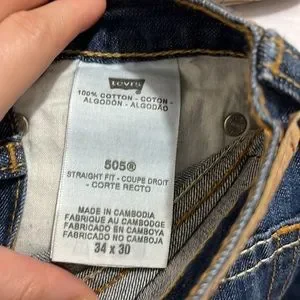 Levi's
100% COTTON - COTON -
ALGODÓN - ALGODÃO
505®
STRAIGHT FIT - COUPE DROIT
- CORTE RECTO
MADE IN CAMBODIA
FABRIQUE AU CAMBODGE
FABRICADO EN CAMBOYA
FABRICADO NO CAMBOJA
34 x 30